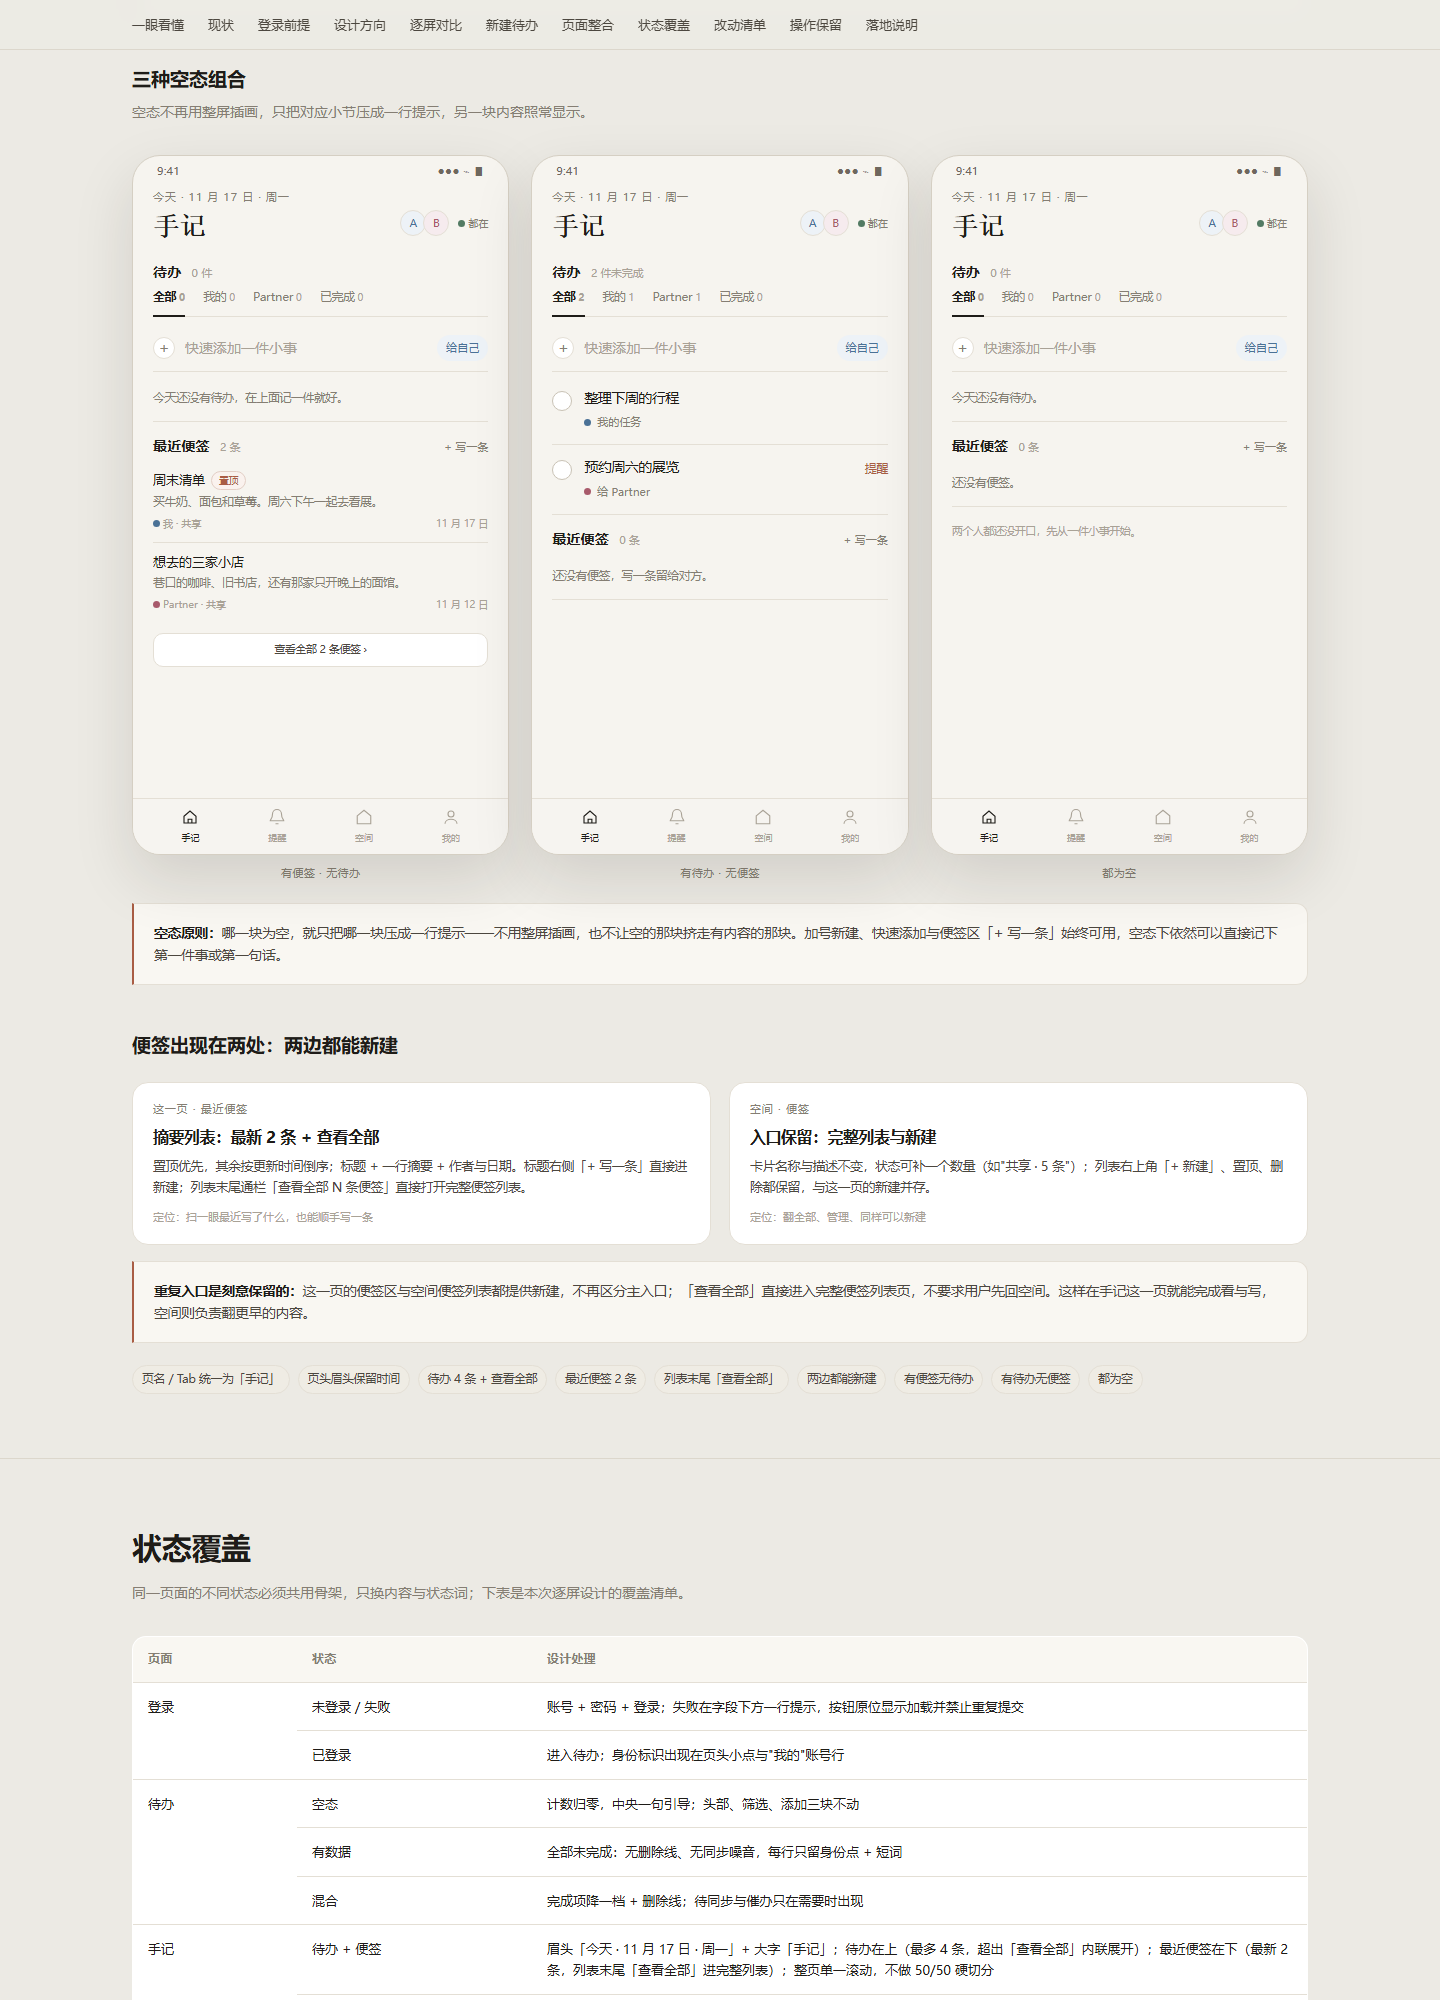 一眼看懂 现状 登录前提 设计方向 逐屏对比 新建待办 页面整合 状态覆盖 改动清单 操作保留 落地说明
三种空态组合
空态不再用整屏插画，只把对应小节压成一行提示，另一块内容照常显示。
9:41
今天 · 11 月 17 日 · 周一
手记 A B 都在
待办 0 件
全部 0 我的 0 Partner 0 已完成 0
+ 快速添加一件小事 给自己
今天还没有待办，在上面记一件就好。
最近便签 2 条 + 写一条
周末清单 置顶
买牛奶、面包和草莓。周六下午一起去看展。
我 · 共享 11 月 17 日
想去的三家小店
巷口的咖啡、旧书店，还有那家只开晚上的面馆。
Partner · 共享 11 月 12 日
查看全部 2 条便签 ›
手记 提醒 空间 我的
有便签 · 无待办
9:41
今天 · 11 月 17 日 · 周一
手记 A B 都在
待办 2 件未完成
全部 2 我的 1 Partner 1 已完成 0
+ 快速添加一件小事 给自己
整理下周的行程
我的任务
预约周六的展览 提醒
给 Partner
最近便签 0 条 + 写一条
还没有便签，写一条留给对方。
手记 提醒 空间 我的
有待办 · 无便签
9:41
今天 · 11 月 17 日 · 周一
手记 A B 都在
待办 0 件
全部 0 我的 0 Partner 0 已完成 0
+ 快速添加一件小事 给自己
今天还没有待办。
最近便签 0 条 + 写一条
还没有便签。
两个人都还没开口，先从一件小事开始。
手记 提醒 空间 我的
都为空
空态原则：哪一块为空，就只把哪一块压成一行提示——不用整屏插画，也不让空的那块挤走有内容的那块。加号新建、快速添加与便签区「+ 写一条」始终可用，空态下依然可以直接记下
第一件事或第一句话。
便签出现在两处：两边都能新建
这一页 · 最近便签
摘要列表：最新 2 条 + 查看全部
置顶优先，其余按更新时间倒序；标题 + 一行摘要 + 作者与日期。标题右侧「+ 写一条」直接进
新建；列表末尾通栏「查看全部 N 条便签」直接打开完整便签列表。
定位：扫一眼最近写了什么，也能顺手写一条
空间 · 便签
入口保留：完整列表与新建
卡片名称与描述不变，状态可补一个数量（如"共享 · 5 条"）；列表右上角「+ 新建」、置顶、删
除都保留，与这一页的新建并存。
定位：翻全部、管理、同样可以新建
重复入口是刻意保留的：这一页的便签区与空间便签列表都提供新建，不再区分主入口；「查看全部」直接进入完整便签列表页，不要求用户先回空间。这样在手记这一页就能完成看与写，
空间则负责翻更早的内容。
页名 / Tab 统一为「手记」 页头眉头保留时间 待办 4 条 + 查看全部 最近便签 2 条 列表末尾「查看全部」 两边都能新建 有便签无待办 有待办无便签 都为空
状态覆盖
同一页面的不同状态必须共用骨架，只换内容与状态词；下表是本次逐屏设计的覆盖清单。
页面 状态 设计处理
登录 未登录 / 失败 账号 + 密码 + 登录；失败在字段下方一行提示，按钮原位显示加载并禁止重复提交
已登录 进入待办；身份标识出现在页头小点与"我的"账号行
待办 空态 计数归零，中央一句引导；头部、筛选、添加三块不动
有数据 全部未完成：无删除线、无同步噪音，每行只留身份点 + 短词
混合 完成项降一档 + 删除线；待同步与催办只在需要时出现
手记 待办 + 便签 眉头「今天 · 11 月 17 日 · 周一」+ 大字「手记」；待办在上（最多 4 条，超出「查看全部」内联展开）；最近便签在下（最新 2
条，列表末尾「查看全部」进完整列表）；整页单一滚动，不做 50/50 硬切分